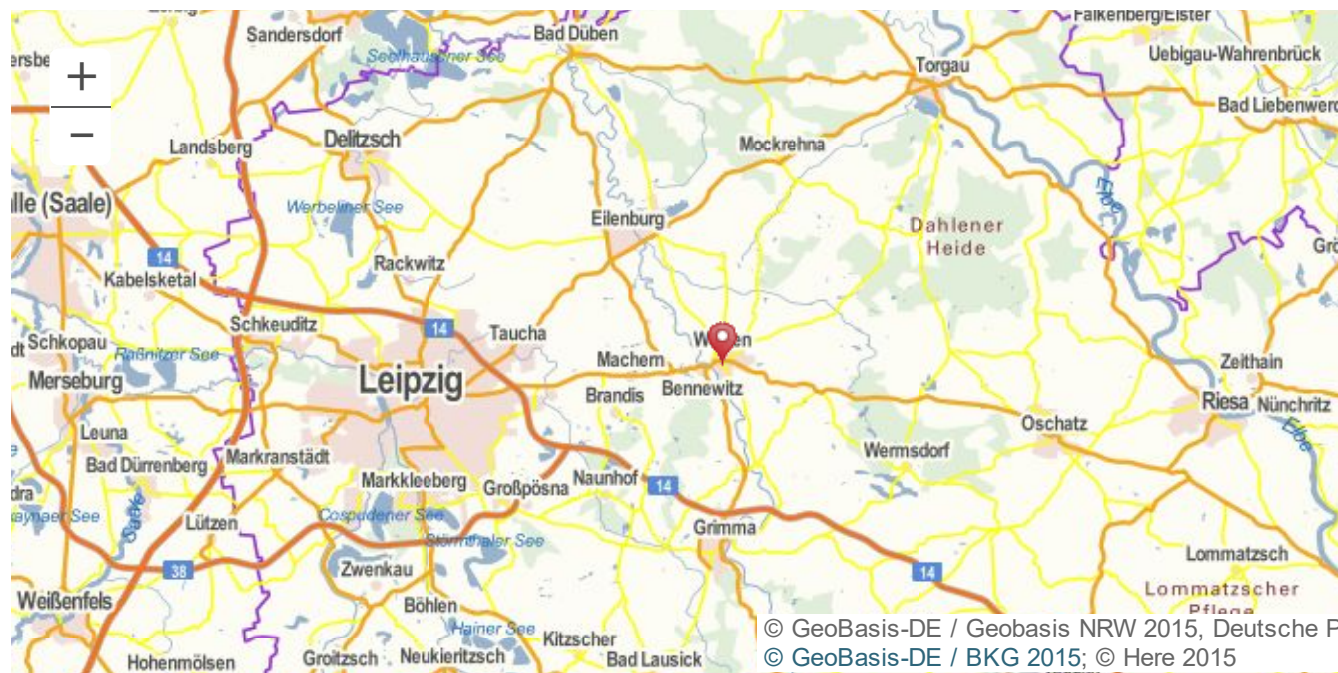 Sandersdorf
Seelhausener See
Bad Düben
Falkenberg/Elster
Uebigau-Wahrenbrück
Torgau
Bad Liebenwerd
+
−
Landsberg
Delitzsch
Mockrehna
lle (Saale)
Werbeliner See
Eilenburg
Elbe
Dahlener
Heide
14
Kabelsketal
Rackwitz
Schkeuditz
14
Taucha
Schkopau
Raßnitzer See
Merseburg
Leipzig
Machern
Brandis
Bennewitz
Zeithain
Riesa
Nünchritz
Elbe
Oschatz
Leuna
Bad Dürrenberg
Markranstädt
Markkleeberg
Großpösna
Naunhof
14
Wermsdorf
Saale
Lützen
Cospudener See
Störmthaler See
Grimma
38
Zwenkau
14
Lommatzsch
Lommatzscher
Pflege
Weißenfels
Böhlen
Hainer See
Kitzscher
Hohenmölsen
Groitzsch
Neukieritzsch
Bad Lausick
© GeoBasis-DE / Geobasis NRW 2015, Deutsche P
© GeoBasis-DE / BKG 2015; © Here 2015